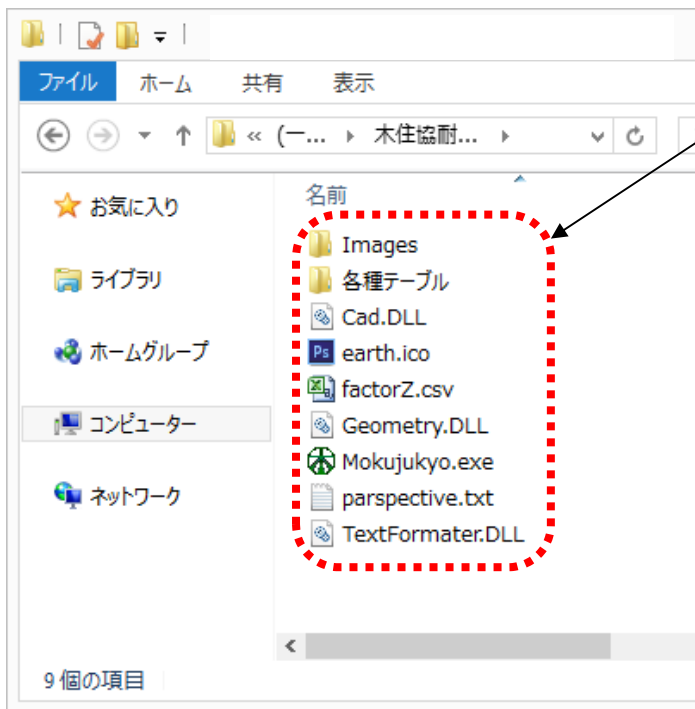 ファイル ホーム 共有 表示
« (一... 木住協耐...
名前
お気に入り
ライブラリ
ホームグループ
コンピューター
ネットワーク
Images
各種テーブル
Cad.DLL
Ps earth.ico
factorZ.csv
Geometry.DLL
Mokujukyo.exe
parspective.txt
TextFormater.DLL
9 個の項目